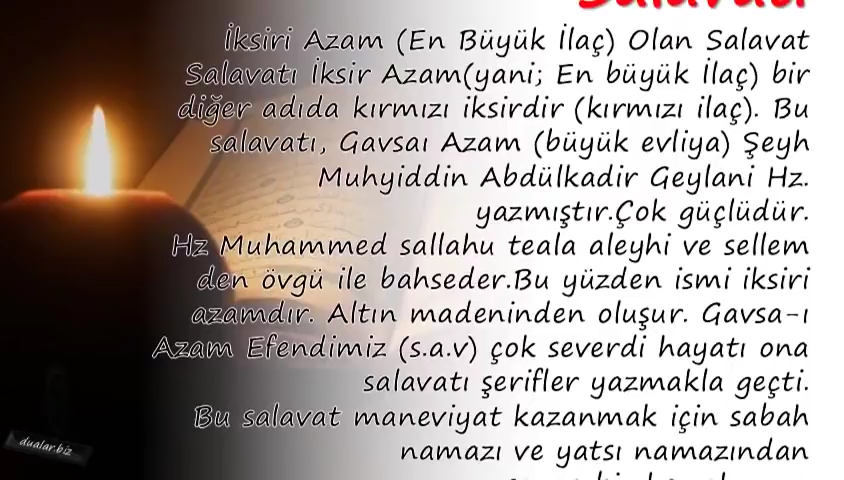 Salavatı
İksiri Azam (En Büyük İlaç) Olan Salavat
Salavatı İksir Azam(yani; En büyük İlaç) bir
diğer adıda kırmızı iksirdir (kırmızı ilaç). Bu
salavatı, Gavsaı Azam (büyük evliya) Şeyh
Muhyiddin Abdülkadir Geylani Hz.
yazmıştır.Çok güçlüdür.
Hz Muhammed sallahu teala aleyhi ve sellem
den övgü ile bahseder.Bu yüzden ismi iksiri
azamdır. Altın madeninden oluşur. Gavsa-ı
Azam Efendimiz (s.a.v) çok severdi hayatı ona
salavatı şerifler yazmakla geçti.
Bu salavat maneviyat kazanmak için sabah
namazı ve yatsı namazından
dualar.biz